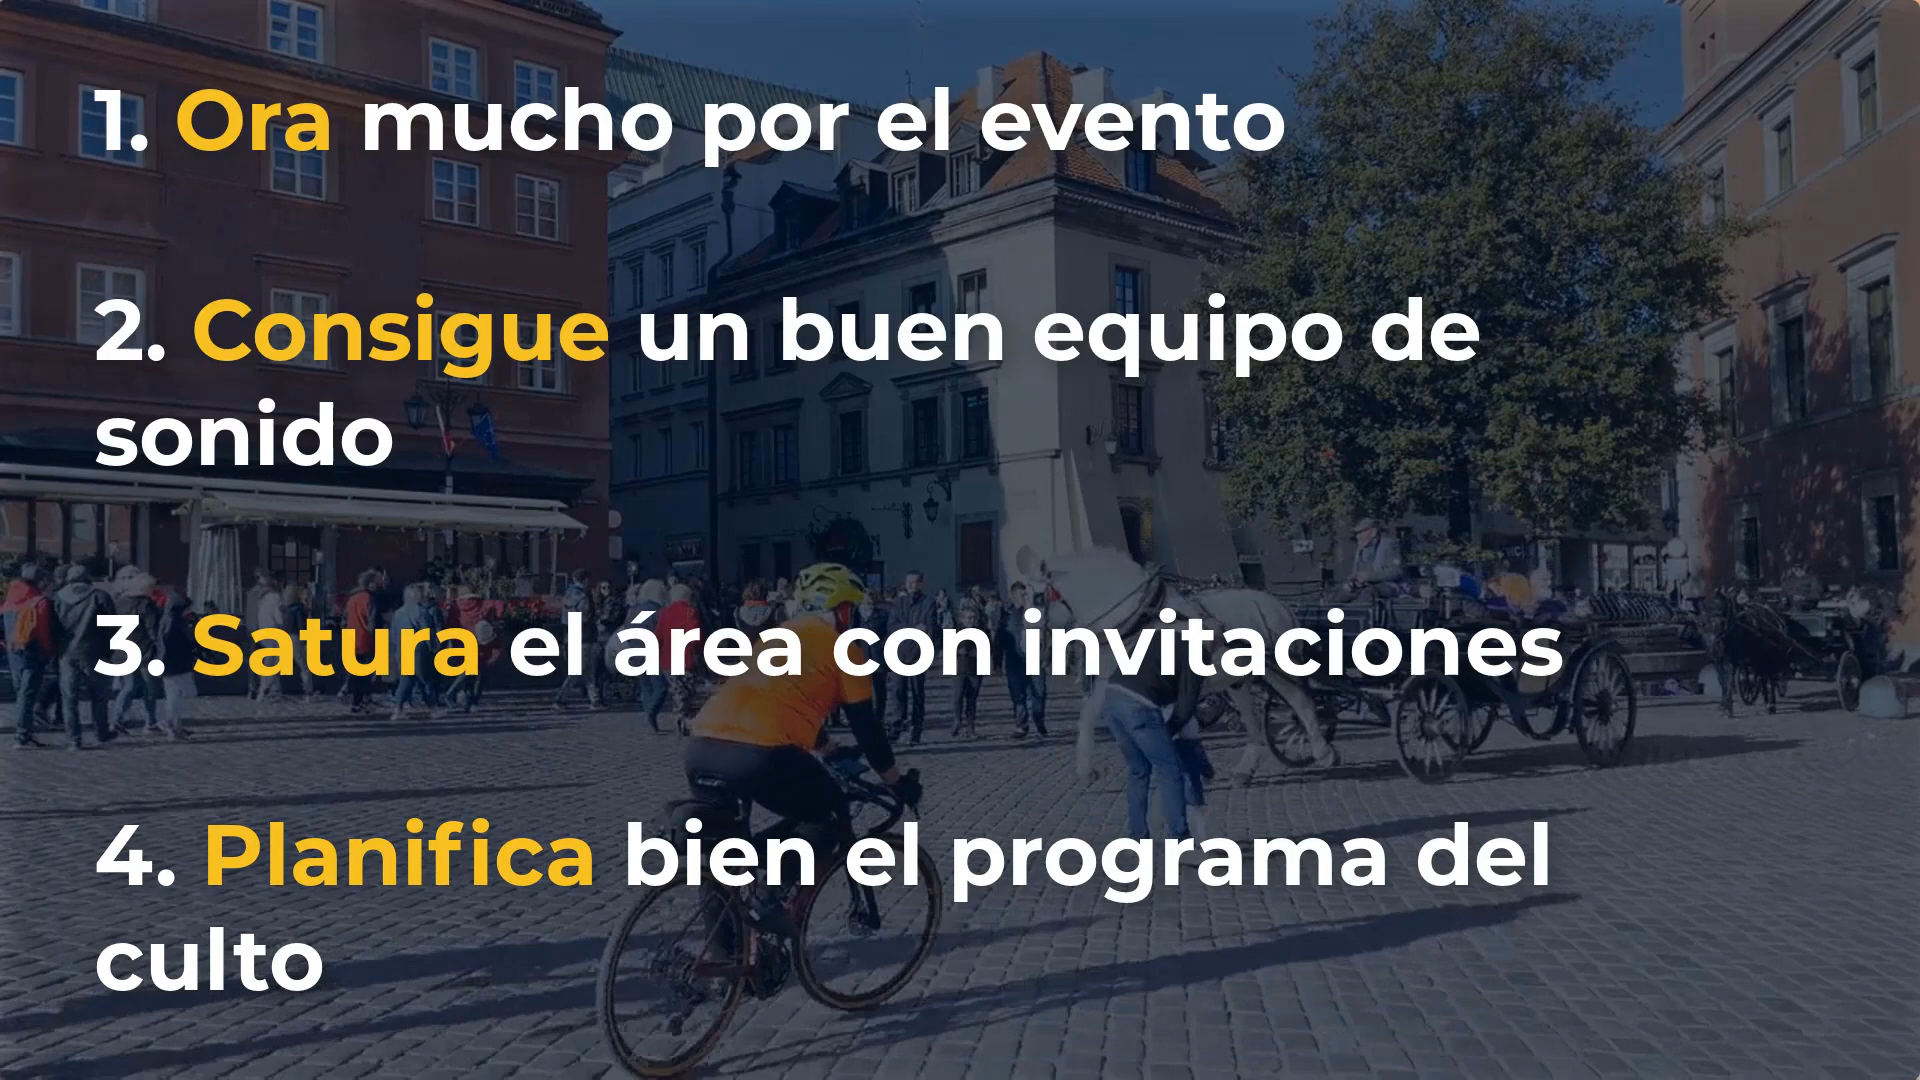 1. Ora mucho por el evento
2. Consigue un buen equipo de
sonido
3. Satura el área con invitaciones
4. Planifica bien el programa del
culto